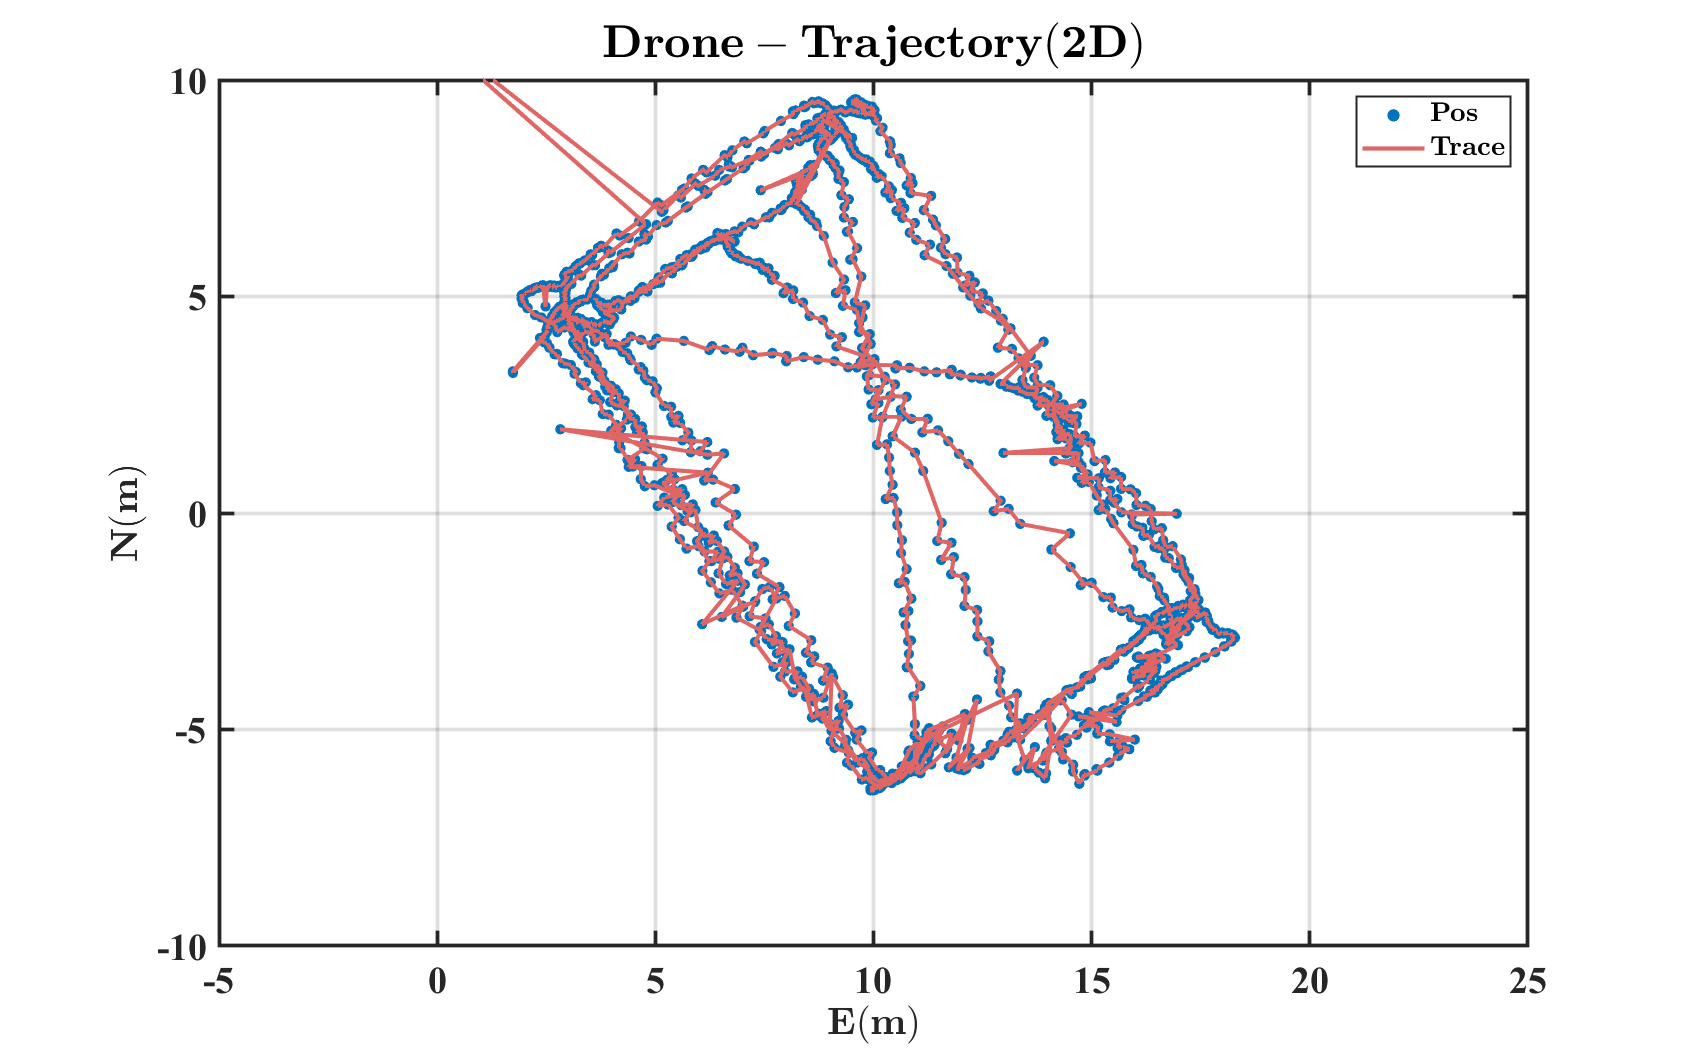 Drone – Trajectory(2D)
10
5
0
-5
-10
N(m)
Pos
Trace
-5 0 5 10 15 20 25
E(m)